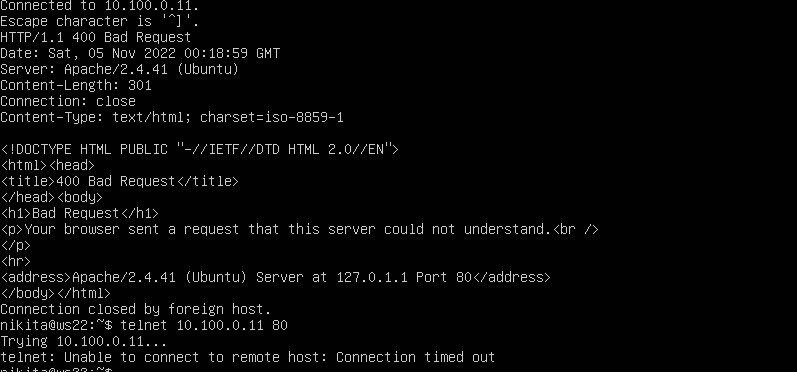 Connected to 10.100.0.11.
Escape character is '^]'.
HTTP/1.1 400 Bad Request
Date: Sat, 05 Nov 2022 00:18:59 GMT
Server: Apache/2.4.41 (Ubuntu)
Content-Length: 301
Connection: close
Content-Type: text/html; charset=iso-8859-1

<!DOCTYPE HTML PUBLIC "-//IETF//DTD HTML 2.0//EN">
<html><head>
<title>400 Bad Request</title>
</head><body>
<h1>Bad Request</h1>
<p>Your browser sent a request that this server could not understand.<br />
</p>
<hr>
<address>Apache/2.4.41 (Ubuntu) Server at 127.0.1.1 Port 80</address>
</body></html>
Connection closed by foreign host.
nikita@ws22:~$ telnet 10.100.0.11 80
Trying 10.100.0.11...
telnet: Unable to connect to remote host: Connection timed out
nikita@ws22:~$